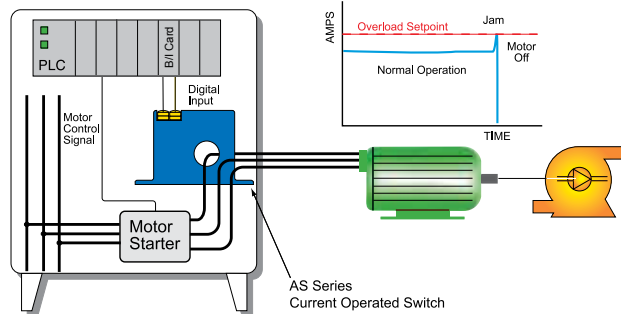 PLC
B/I Card
Digital
Input
Motor
Control
Signal
Motor
Starter
AMPS
Overload Setpoint
Jam
Motor
Off
Normal Operation
TIME
AS Series
Current Operated Switch